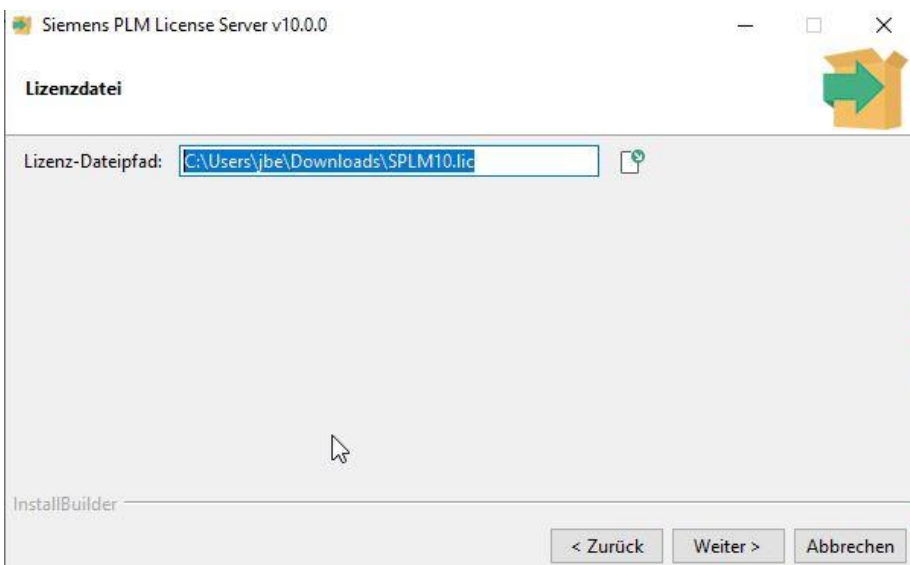 Siemens PLM License Server v10.0.0
Lizenzdatei
Lizenz-Dateipfad: C:\Users\jbe\Downloads\SPLM10.lic
InstallBuilder
< Zurück Weiter > Abbrechen